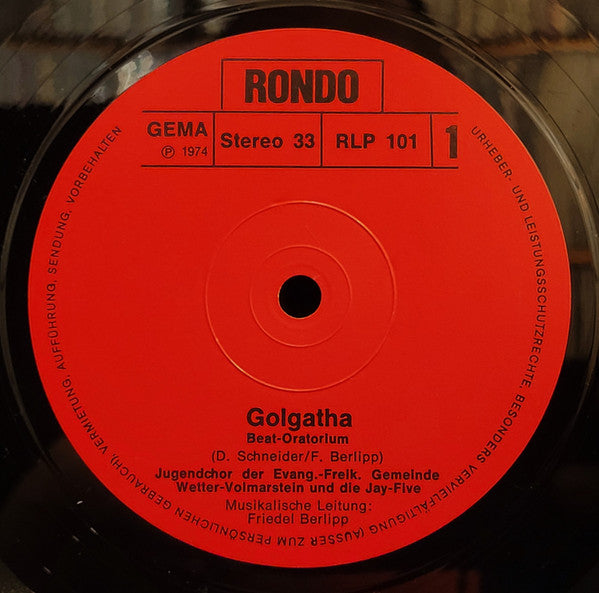 RONDO
GEMA
℗ 1974
Stereo 33
RLP 101
1
Golgatha
Beat-Oratorium
(D. Schneider/F. Berlipp)
Jugendchor der Evang.-Freik. Gemeinde
Wetter-Volmarstein und die Jay-Five
Musikalische Leitung:
Friedel Berlipp
URHEBER- UND LEISTUNGSSCHUTZRECHTE, BESONDERS VERVIELFÄLTIGUNG (AUSSER ZUM PERSÖNLICHEN GEBRAUCH), VERMIETUNG, AUFFÜHRUNG, SENDUNG, VORBEHALTEN